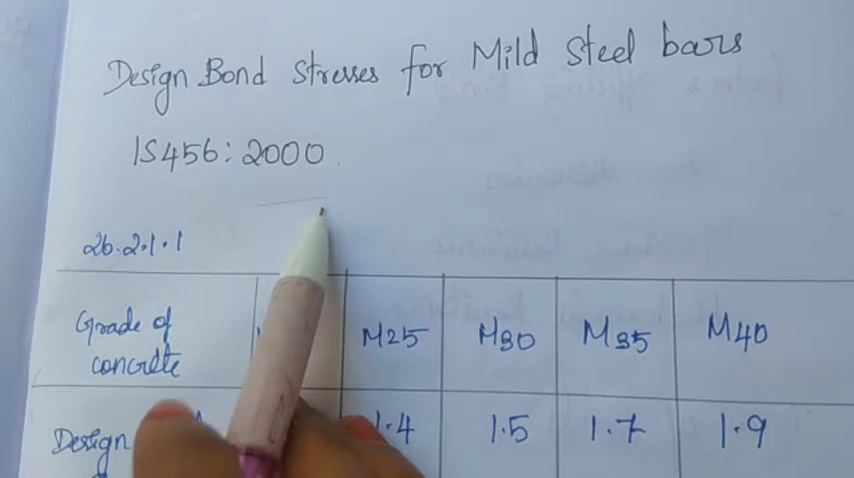 Design Bond Stresses for Mild Steel bars
IS456:2000.
26.2.1.1
Grade of concrete M25 M30 M35 M40
Design 1.4 1.5 1.7 1.9